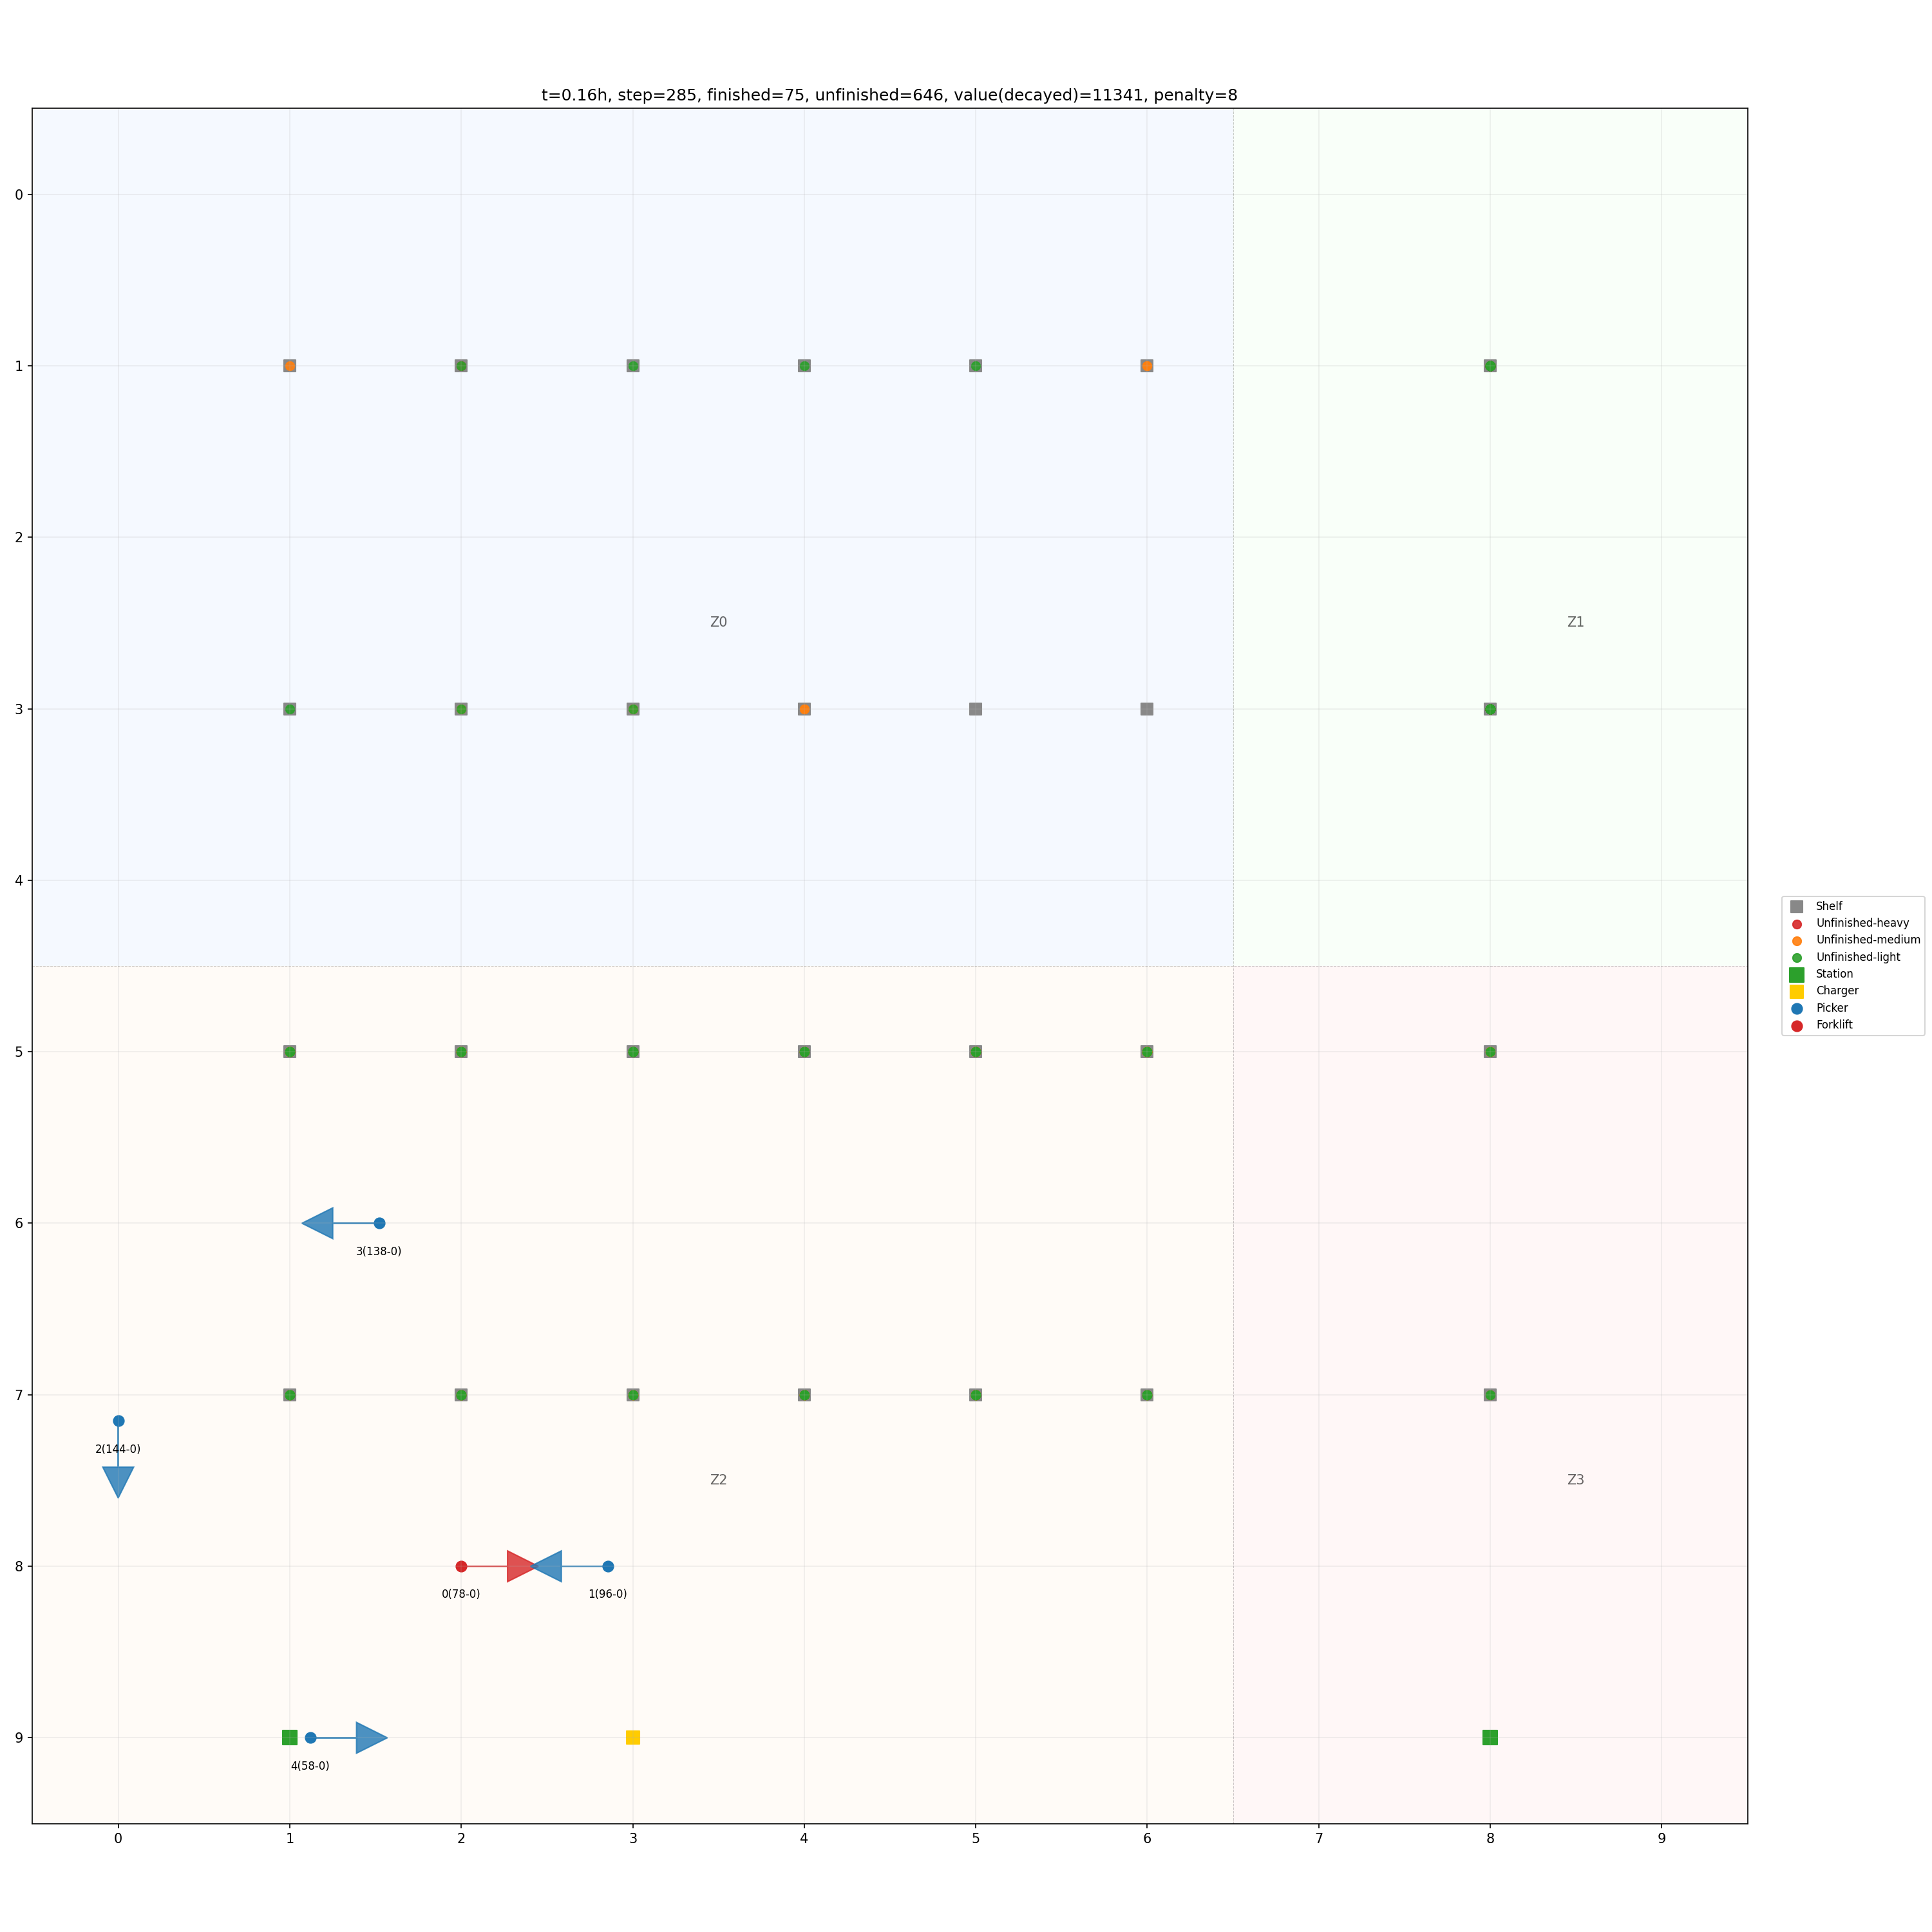 t=0.16h, step=285, finished=75, unfinished=646, value(decayed)=11341, penalty=8
0
1
2
Z0
Z1
3
4
Shelf
Unfinished-heavy
Unfinished-medium
Unfinished-light
Station
Charger
Picker
Forklift
5
6
3(138-0)
7
2(144-0)
Z2
Z3
8
0(78-0)
1(96-0)
9
4(58-0)
0 1 2 3 4 5 6 7 8 9